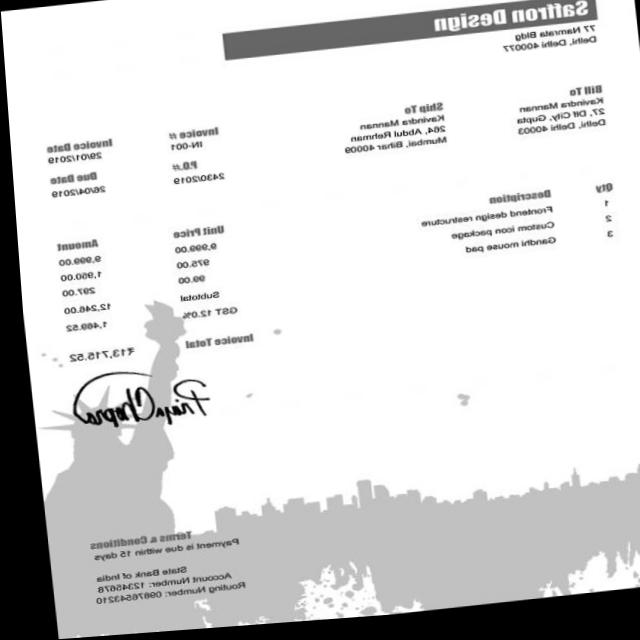 Saffron Design
77 Namrata Bldg
Delhi, Delhi 400077
Bill To
Kavindra Mannan
27, Dlf City, Gupta
Delhi, Delhi 40003
Ship To
Kavindra Mannan
264, Abdul Rehman
Mumbai, Bihar 40009
Invoice #
IN-001
P.O.#
2430/2019
Invoice Date
29/01/2019
Due Date
26/04/2019
Qty Description Unit Price Amount
1 Frontend design restructure 9,999.00 9,999.00
2 Custom icon package 975.00 1,950.00
3 Gandhi mouse pad 99.00 297.00
Subtotal 12,246.00
GST 12.0% 1,469.52
Invoice Total ₹13,715.52
Priya Chopra
Terms & Conditions
Payment is due within 15 days
State Bank of India
Account Number: 12345678
Routing Number: 09876543210